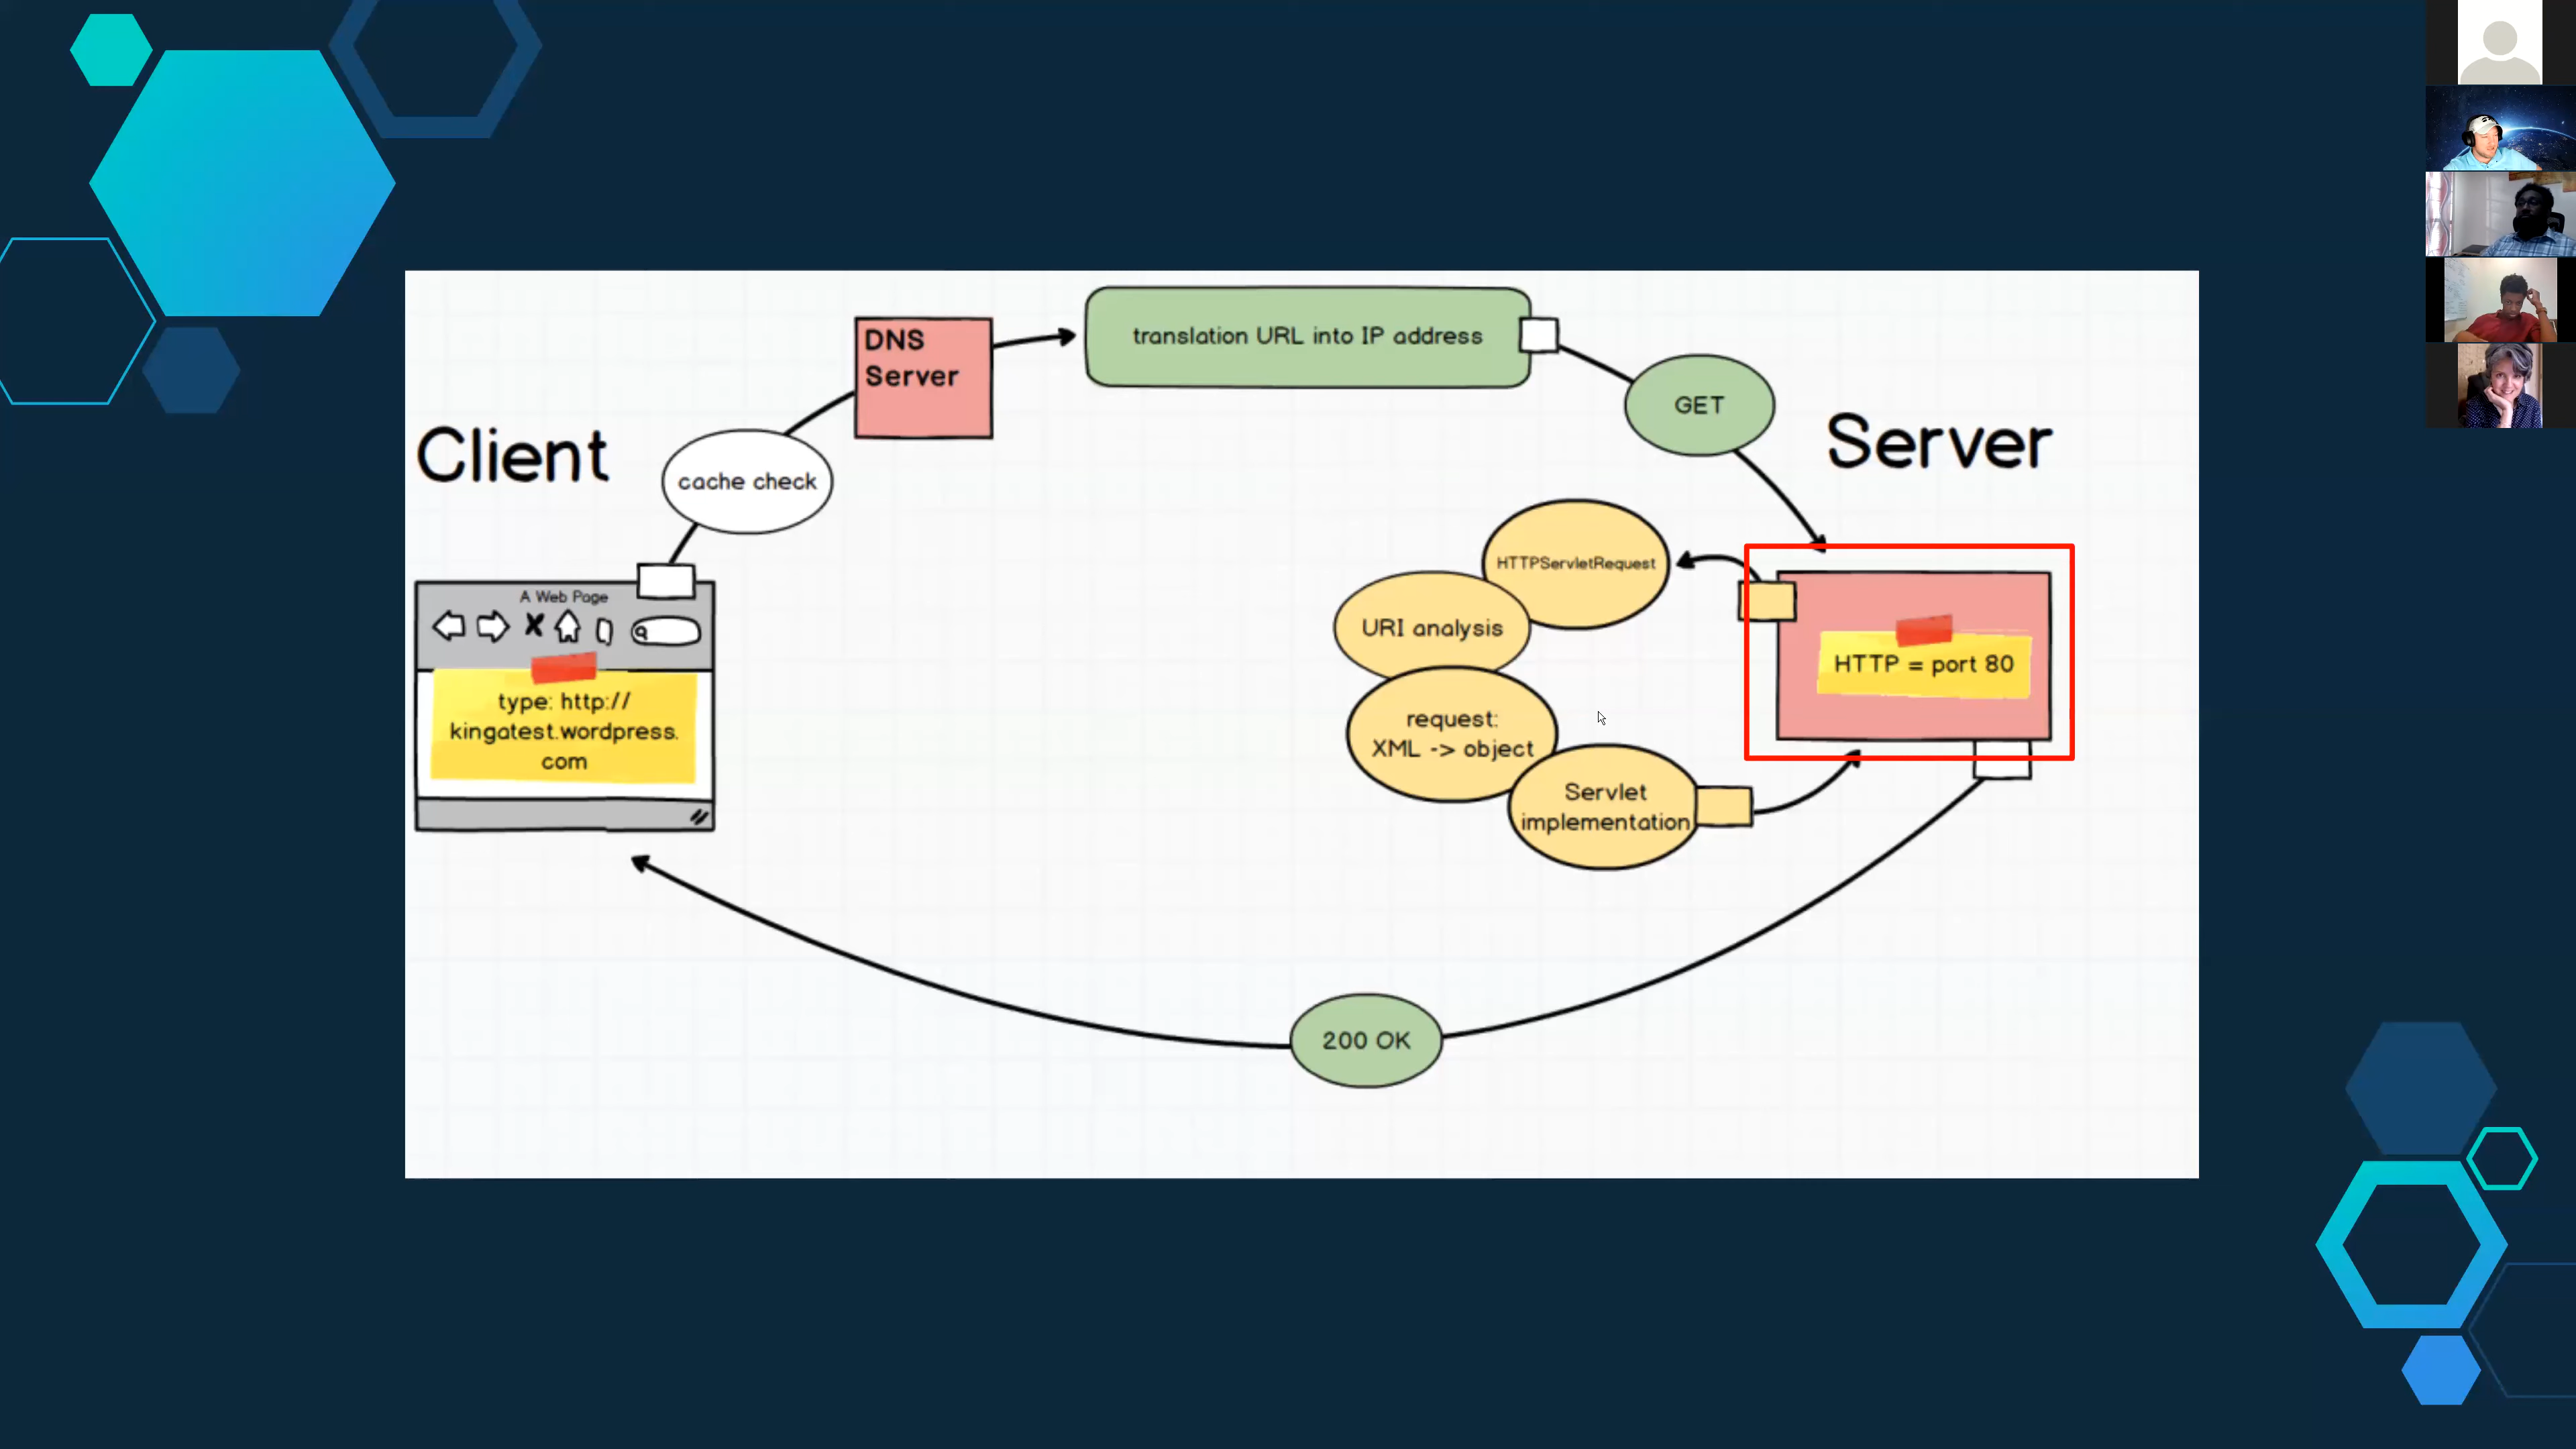 DNS
Server
translation URL into IP address
GET
Client
Server
cache check
HTTPServletRequest
A Web Page
URI analysis
HTTP = port 80
type: http://
kingatest.wordpress.
com
request:
XML -> object
Servlet
implementation
200 OK